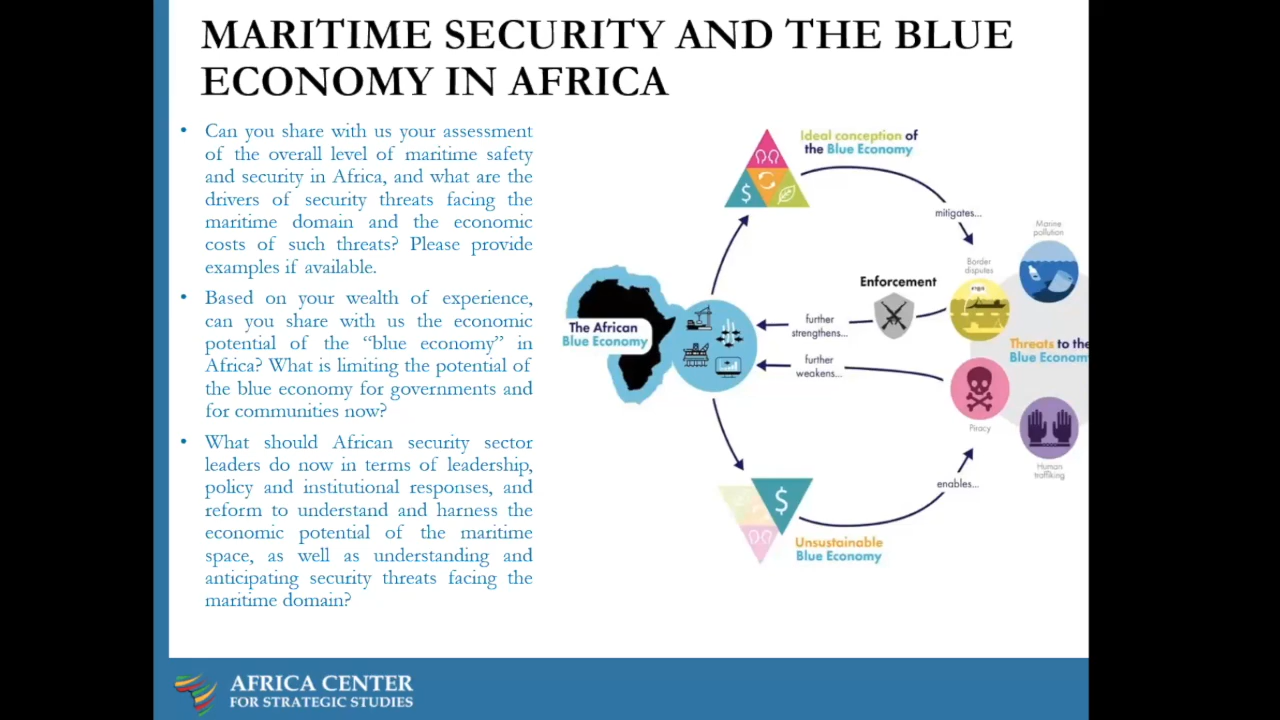 MARITIME SECURITY AND THE BLUE
ECONOMY IN AFRICA
• Can you share with us your assessment
of the overall level of maritime safety
and security in Africa, and what are the
drivers of security threats facing the
maritime domain and the economic
costs of such threats? Please provide
examples if available.
• Based on your wealth of experience,
can you share with us the economic
potential of the “blue economy” in
Africa? What is limiting the potential of
the blue economy for governments and
for communities now?
• What should African security sector
leaders do now in terms of leadership,
policy and institutional responses, and
reform to understand and harness the
economic potential of the maritime
space, as well as understanding and
anticipating security threats facing the
maritime domain?
Ideal conception of
the Blue Economy
$
mitigates...
Marine
pollution
Border
disputes
Enforcement
further
strengthens...
The African
Blue Economy
Threats to the
Blue Econom
further
weakens...
Piracy
Human
traffiking
enables...
$
Unsustainable
Blue Economy
AFRICA CENTER
FOR STRATEGIC STUDIES